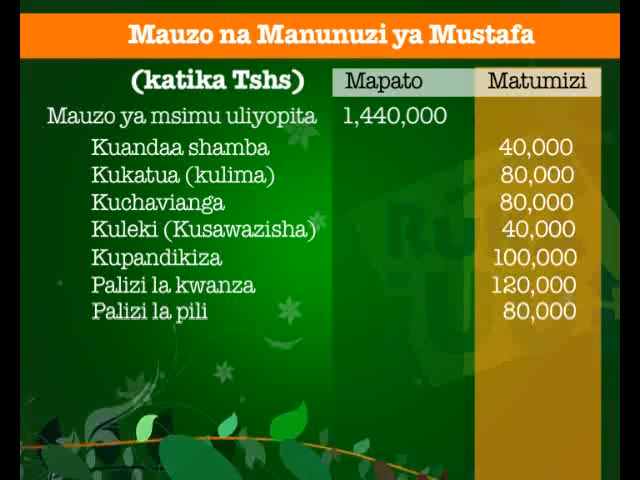 Mauzo na Manunuzi ya Mustafa
(katika Tshs) Mapato Matumizi
Mauzo ya msimu uliyopita 1,440,000
Kuandaa shamba 40,000
Kukatua (kulima) 80,000
Kuchavianga 80,000
Kuleki (Kusawazisha) 40,000
Kupandikiza 100,000
Palizi la kwanza 120,000
Palizi la pili 80,000